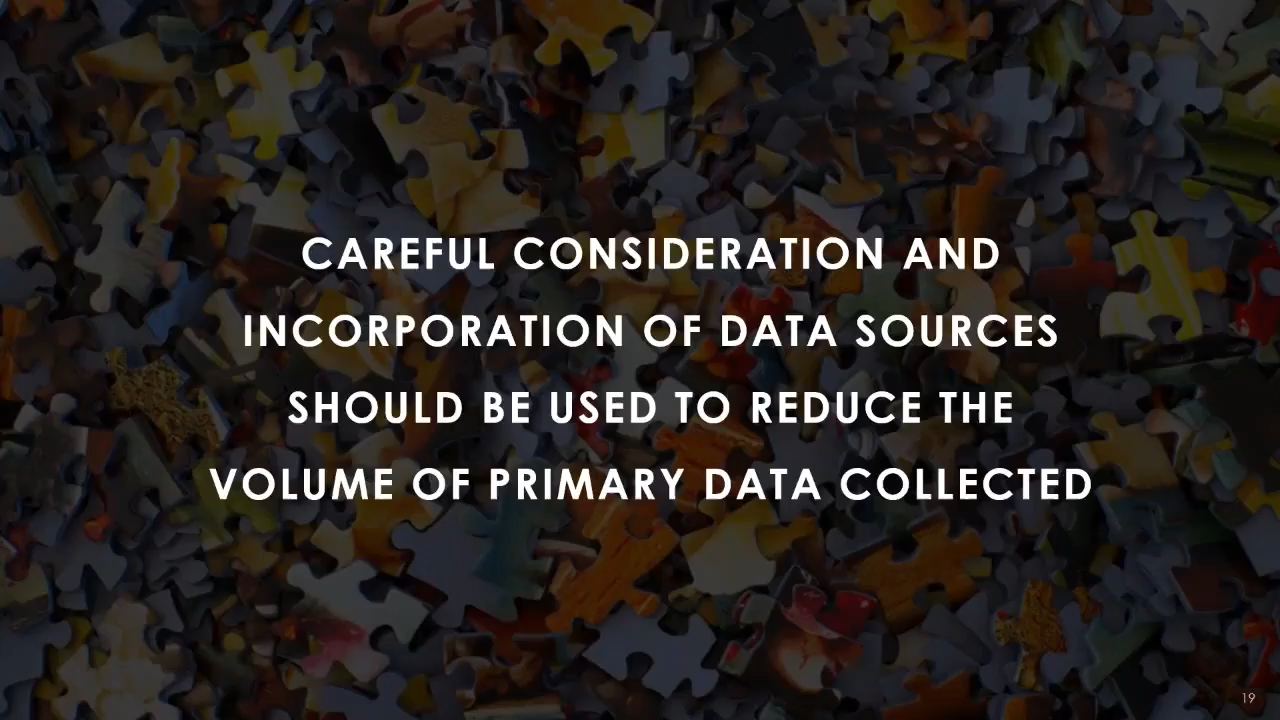 CAREFUL CONSIDERATION AND
INCORPORATION OF DATA SOURCES
SHOULD BE USED TO REDUCE THE
VOLUME OF PRIMARY DATA COLLECTED
19